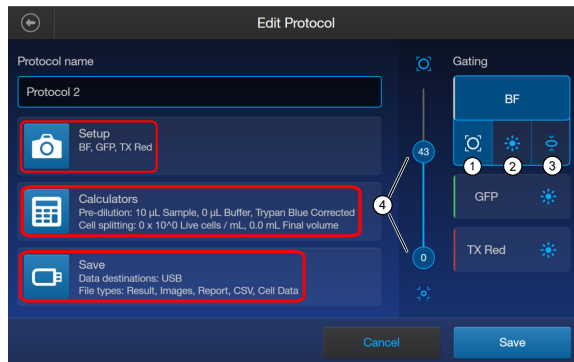 Edit Protocol
Protocol name
Protocol 2
Setup
BF, GFP, TX Red
Calculators
Pre-dilution: 10 µL Sample, 0 µL Buffer, Trypan Blue Corrected
Cell splitting: 0 x 10^0 Live cells / mL, 0.0 mL Final volume
Save
Data destinations: USB
File types: Result, Images, Report, CSV, Cell Data
43
4
0
Gating
BF
1
2
3
GFP
TX Red
Cancel
Save